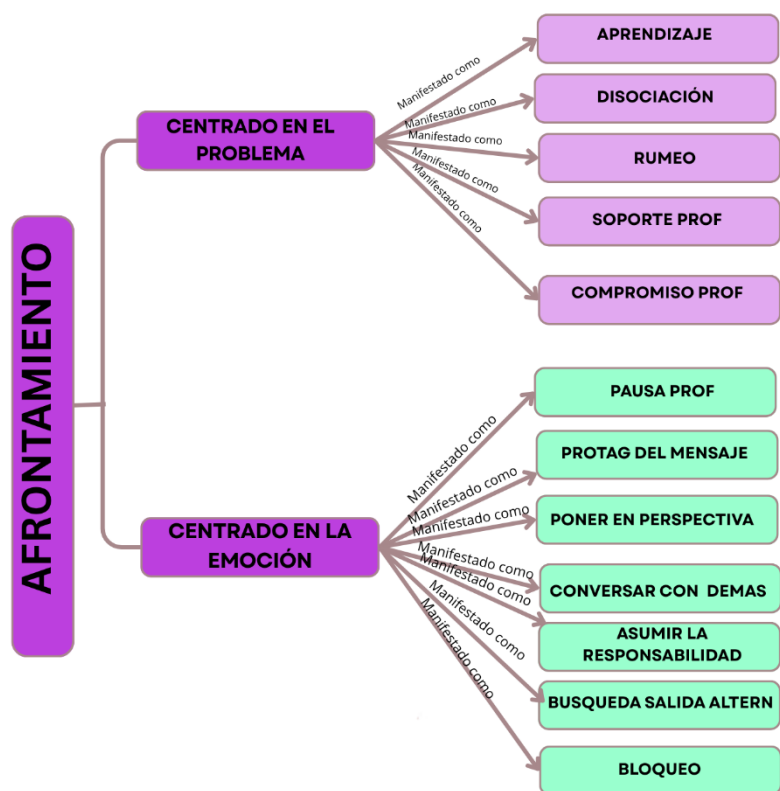 AFRONTAMIENTO
CENTRADO EN EL
PROBLEMA
Manifestado como
APRENDIZAJE
Manifestado como
DISOCIACIÓN
Manifestado como
RUMEO
Manifestado como
SOPORTE PROF
Manifestado como
COMPROMISO PROF
CENTRADO EN LA
EMOCIÓN
Manifestado como
PAUSA PROF
Manifestado como
PROTAG DEL MENSAJE
Manifestado como
PONER EN PERSPECTIVA
Manifestado como
CONVERSAR CON DEMAS
Manifestado como
ASUMIR LA
RESPONSABILIDAD
Manifestado como
BUSQUEDA SALIDA ALTERN
Manifestado como
BLOQUEO